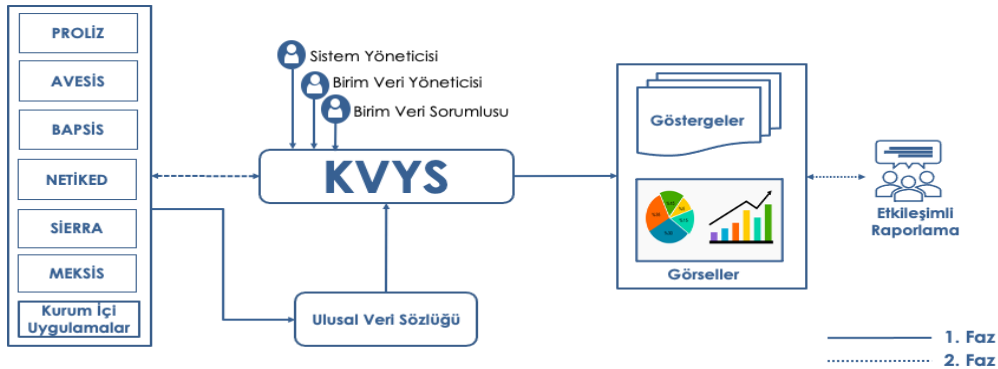 PROLİZ
AVESİS
BAPSİS
NETİKED
SİERRA
MEKSİS
Kurum İçi
Uygulamalar
Sistem Yöneticisi
Birim Veri Yöneticisi
Birim Veri Sorumlusu
KVYS
Ulusal Veri Sözlüğü
Göstergeler
Görseller
Etkileşimli
Raporlama
1. Faz
2. Faz